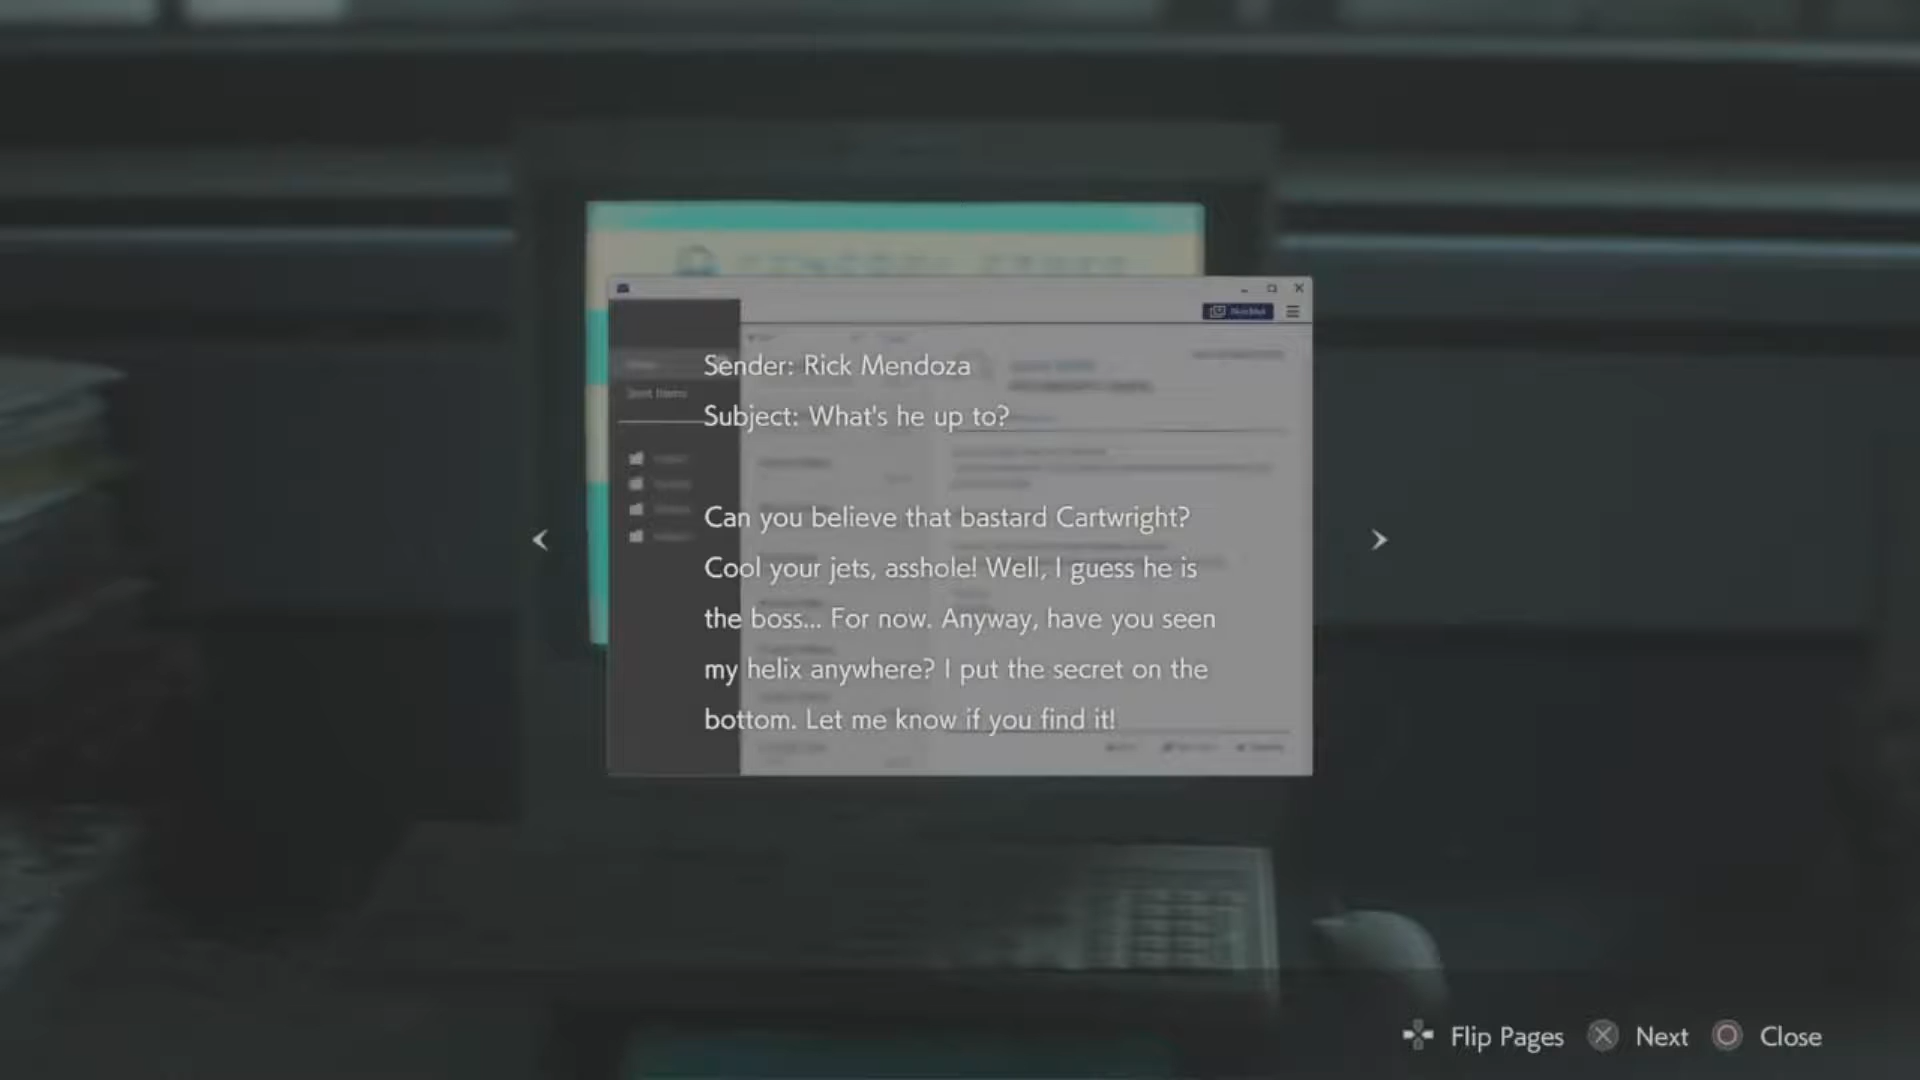 Sender: Rick Mendoza
Subject: What's he up to?
Can you believe that bastard Cartwright?
Cool your jets, asshole! Well, I guess he is
the boss... For now. Anyway, have you seen
my helix anywhere? I put the secret on the
bottom. Let me know if you find it!
Sent Items
Flip Pages Next Close